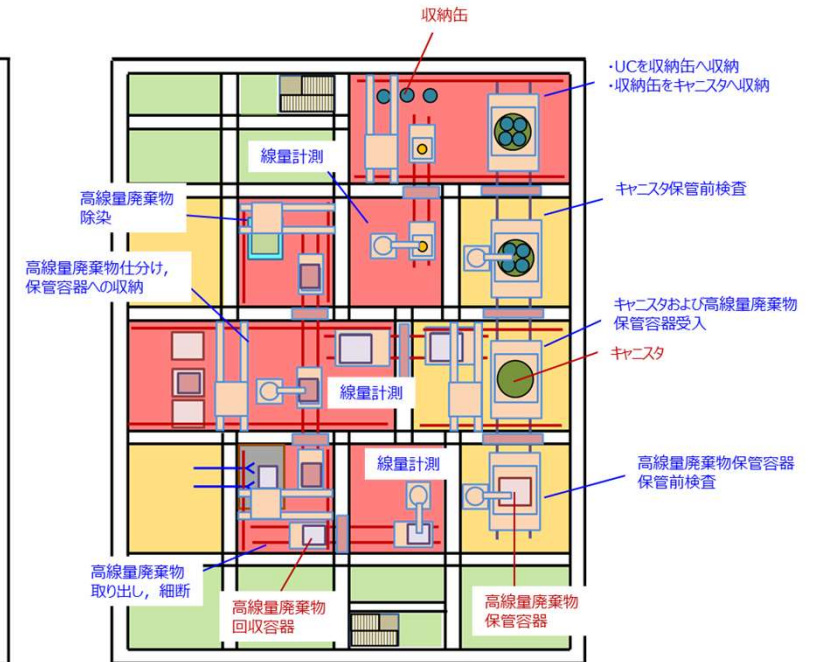 収納缶
・UCを収納缶へ収納
・収納缶をキャニスタへ収納
線量計測
キャニスタ保管前検査
高線量廃棄物
除染
高線量廃棄物仕分け,
保管容器への収納
キャニスタおよび高線量廃棄物
保管容器受入
キャニスタ
線量計測
線量計測
高線量廃棄物保管容器
保管前検査
高線量廃棄物
取り出し，細断
高線量廃棄物
回収容器
高線量廃棄物
保管容器